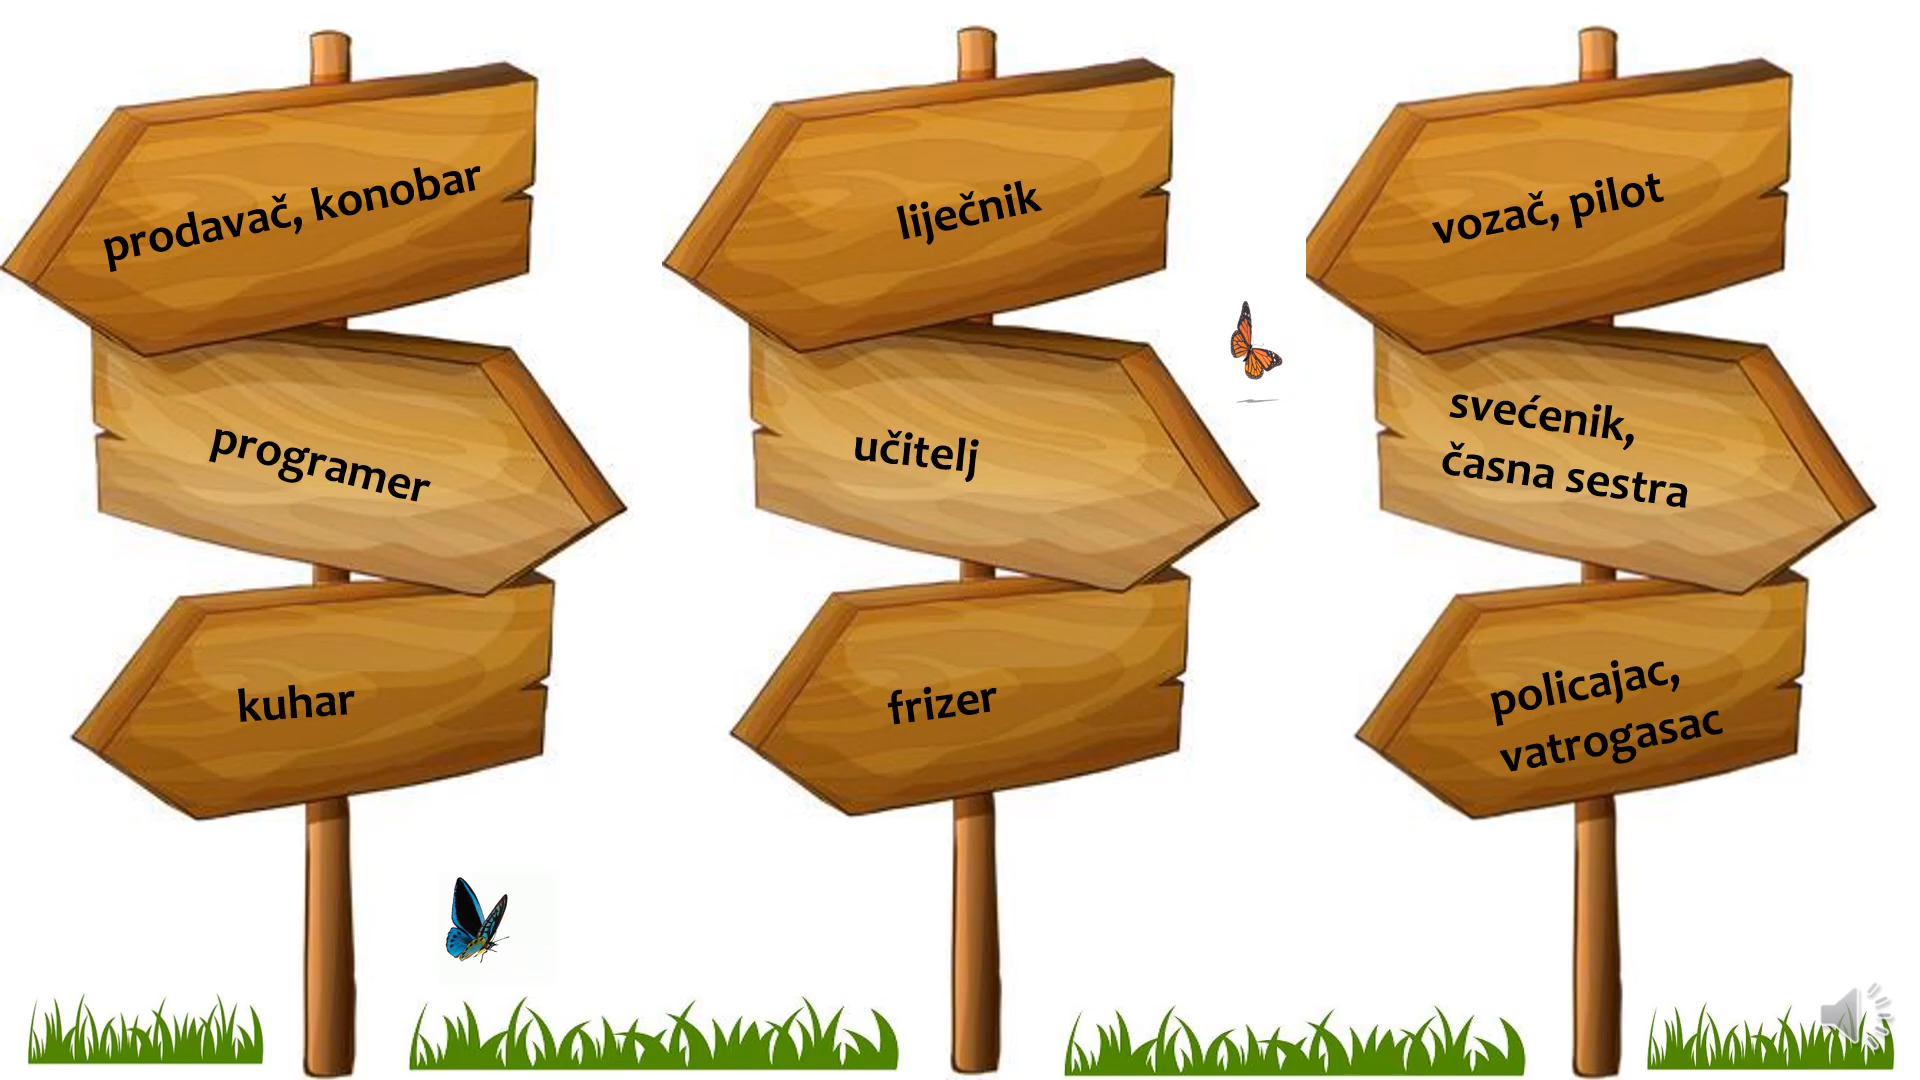 prodavač, konobar
programer
kuhar
liječnik
učitelj
frizer
vozač, pilot
svećenik,
časna sestra
policajac,
vatrogasac